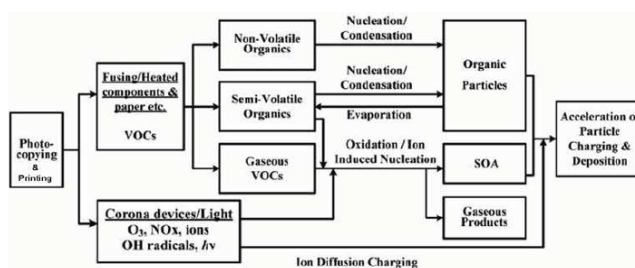 Nucleation/
Condensation
Non-Volatile
Organics
Fusing/Heated
components &
paper etc.
VOCs
Nucleation/
Condensation
Semi-Volatile
Organics
Evaporation
Organic
Particles
Acceleration of
Particle
Charging &
Deposition
Photo-
copying
&
Printing
Gaseous
VOCs
Oxidation / Ion
Induced Nucleation
SOA
Gaseous
Products
Corona devices/Light
O₃, NOx, ions
OH radicals, hν
Ion Diffusion Charging